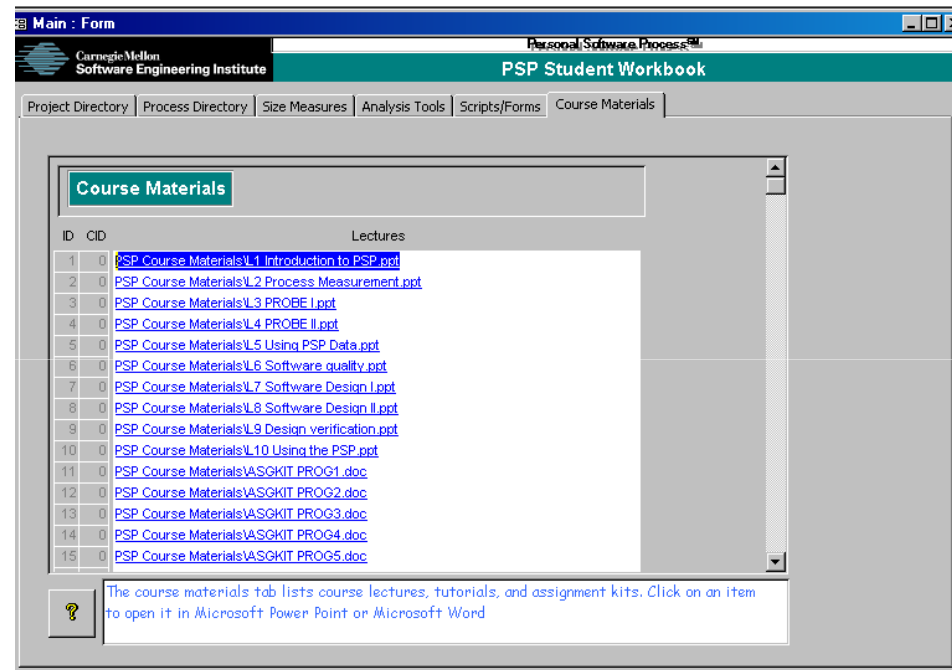 Main : Form
Personal Software Process℠
CarnegieMellon
Software Engineering Institute
PSP Student Workbook
Project Directory Process Directory Size Measures Analysis Tools Scripts/Forms Course Materials
Course Materials
ID CID Lectures
1 0 PSP Course Materials\L1 Introduction to PSP.ppt
2 0 PSP Course Materials\L2 Process Measurement.ppt
3 0 PSP Course Materials\L3 PROBE I.ppt
4 0 PSP Course Materials\L4 PROBE II.ppt
5 0 PSP Course Materials\L5 Using PSP Data.ppt
6 0 PSP Course Materials\L6 Software quality.ppt
7 0 PSP Course Materials\L7 Software Design I.ppt
8 0 PSP Course Materials\L8 Software Design II.ppt
9 0 PSP Course Materials\L9 Design verification.ppt
10 0 PSP Course Materials\L10 Using the PSP.ppt
11 0 PSP Course Materials\ASGKIT PROG1.doc
12 0 PSP Course Materials\ASGKIT PROG2.doc
13 0 PSP Course Materials\ASGKIT PROG3.doc
14 0 PSP Course Materials\ASGKIT PROG4.doc
15 0 PSP Course Materials\ASGKIT PROG5.doc
The course materials tab lists course lectures, tutorials, and assignment kits. Click on an item
? to open it in Microsoft Power Point or Microsoft Word